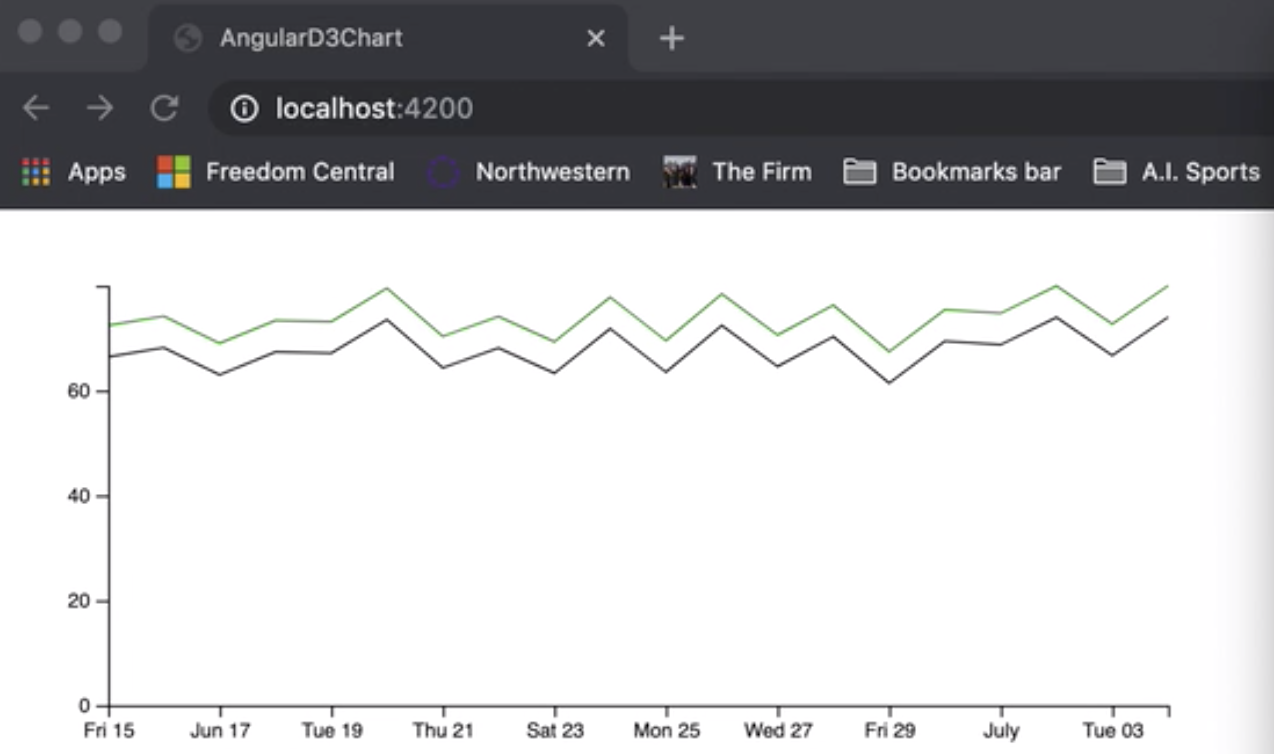 AngularD3Chart
localhost:4200
Apps Freedom Central Northwestern The Firm Bookmarks bar A.I. Sports
60
40
20
0
Fri 15 Jun 17 Tue 19 Thu 21 Sat 23 Mon 25 Wed 27 Fri 29 July Tue 03